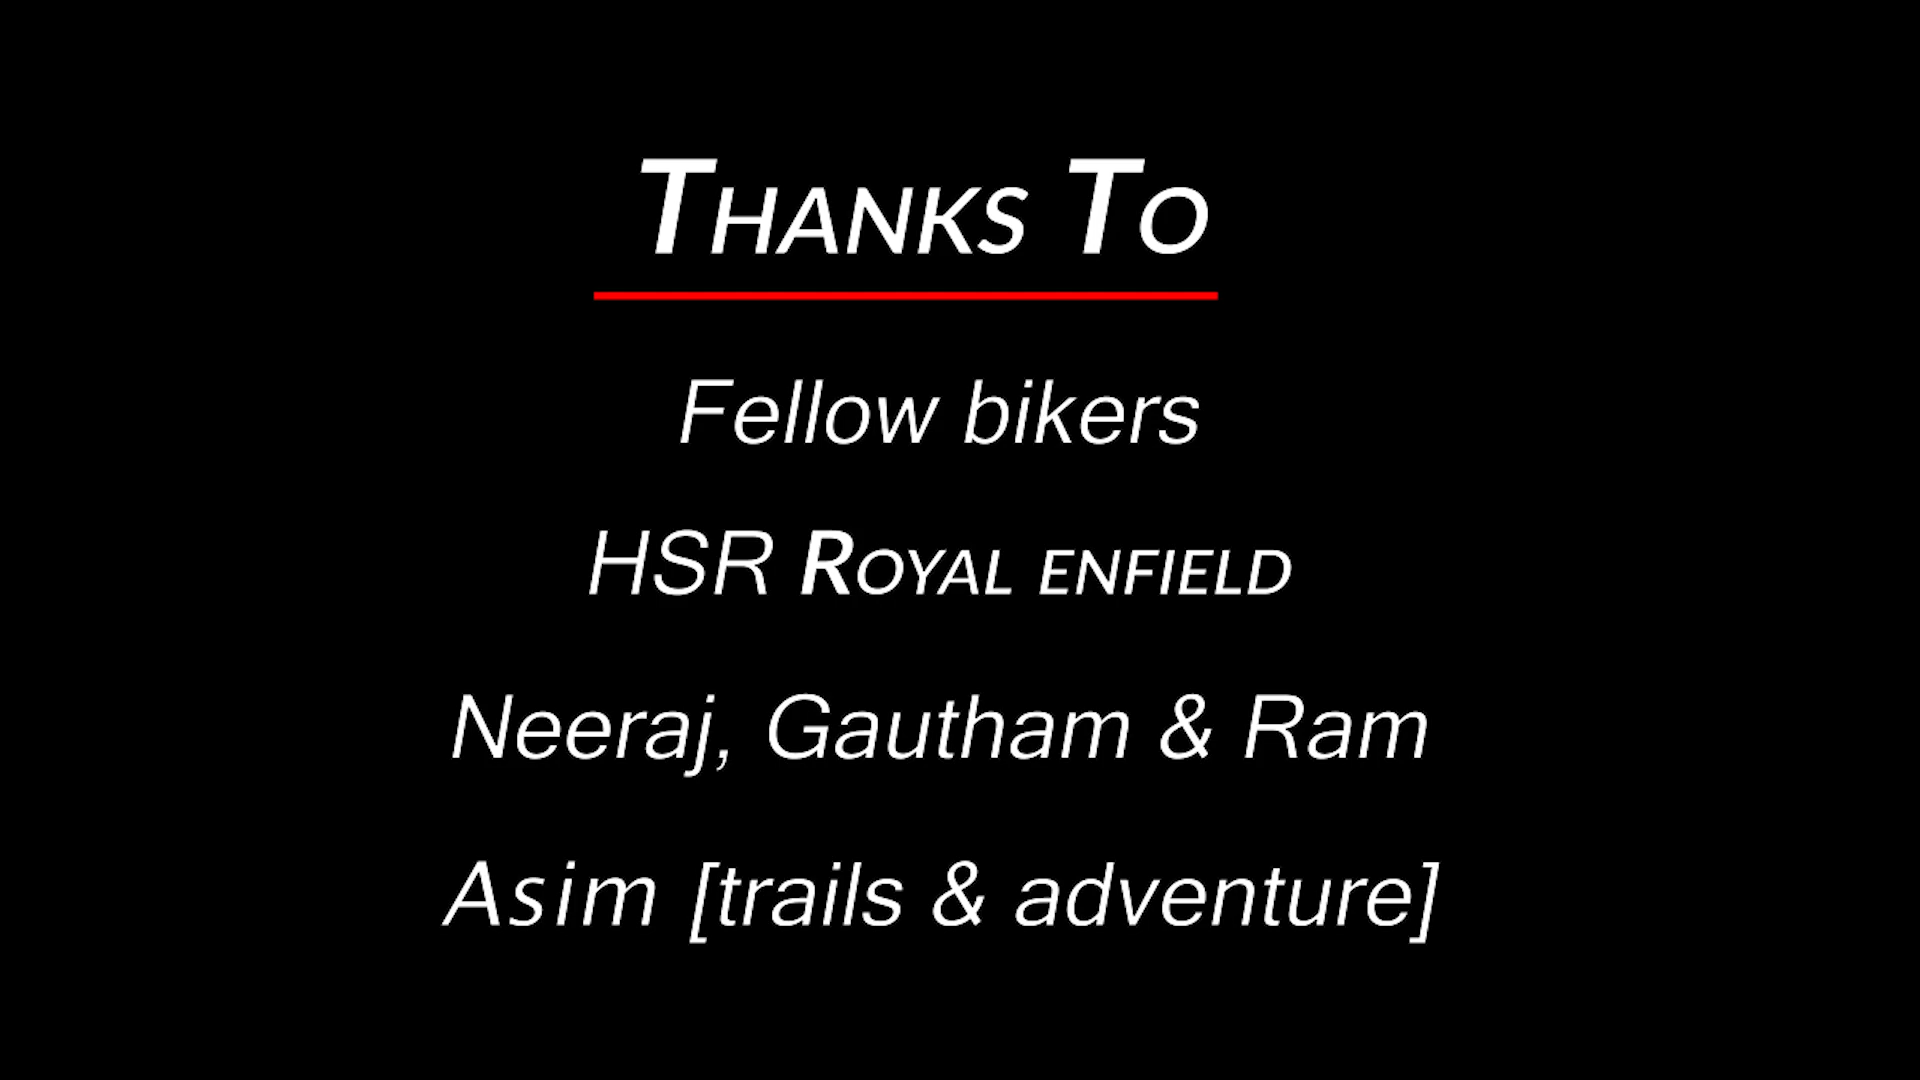 THANKS TO
Fellow bikers
HSR ROYAL ENFIELD
Neeraj, Gautham & Ram
Asim [trails & adventure]